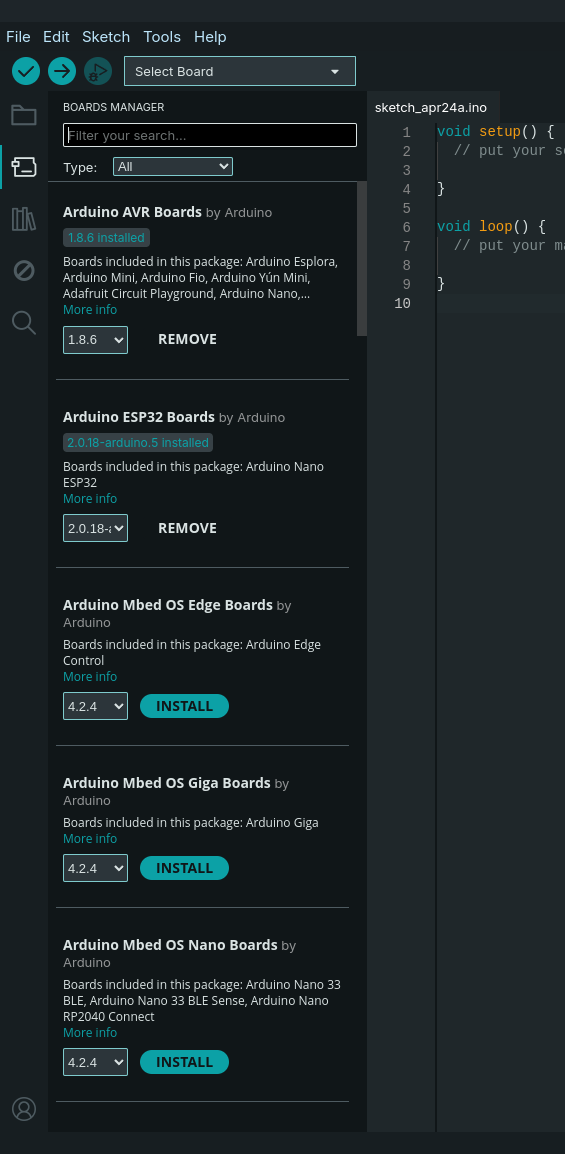 File Edit Sketch Tools Help
Select Board
BOARDS MANAGER
Filter your search...
Type: All
Arduino AVR Boards by Arduino
1.8.6 installed
Boards included in this package: Arduino Esplora,
Arduino Mini, Arduino Fio, Arduino Yún Mini,
Adafruit Circuit Playground, Arduino Nano,...
More info
1.8.6 REMOVE
Arduino ESP32 Boards by Arduino
2.0.18-arduino.5 installed
Boards included in this package: Arduino Nano
ESP32
More info
2.0.18- REMOVE
Arduino Mbed OS Edge Boards by
Arduino
Boards included in this package: Arduino Edge
Control
More info
4.2.4 INSTALL
Arduino Mbed OS Giga Boards by
Arduino
Boards included in this package: Arduino Giga
More info
4.2.4 INSTALL
Arduino Mbed OS Nano Boards by
Arduino
Boards included in this package: Arduino Nano 33
BLE, Arduino Nano 33 BLE Sense, Arduino Nano
RP2040 Connect
More info
4.2.4 INSTALL
sketch_apr24a.ino
1 void setup() {
2 // put your s
3
4 }
5
6 void loop() {
7 // put your ma
8
9 }
10